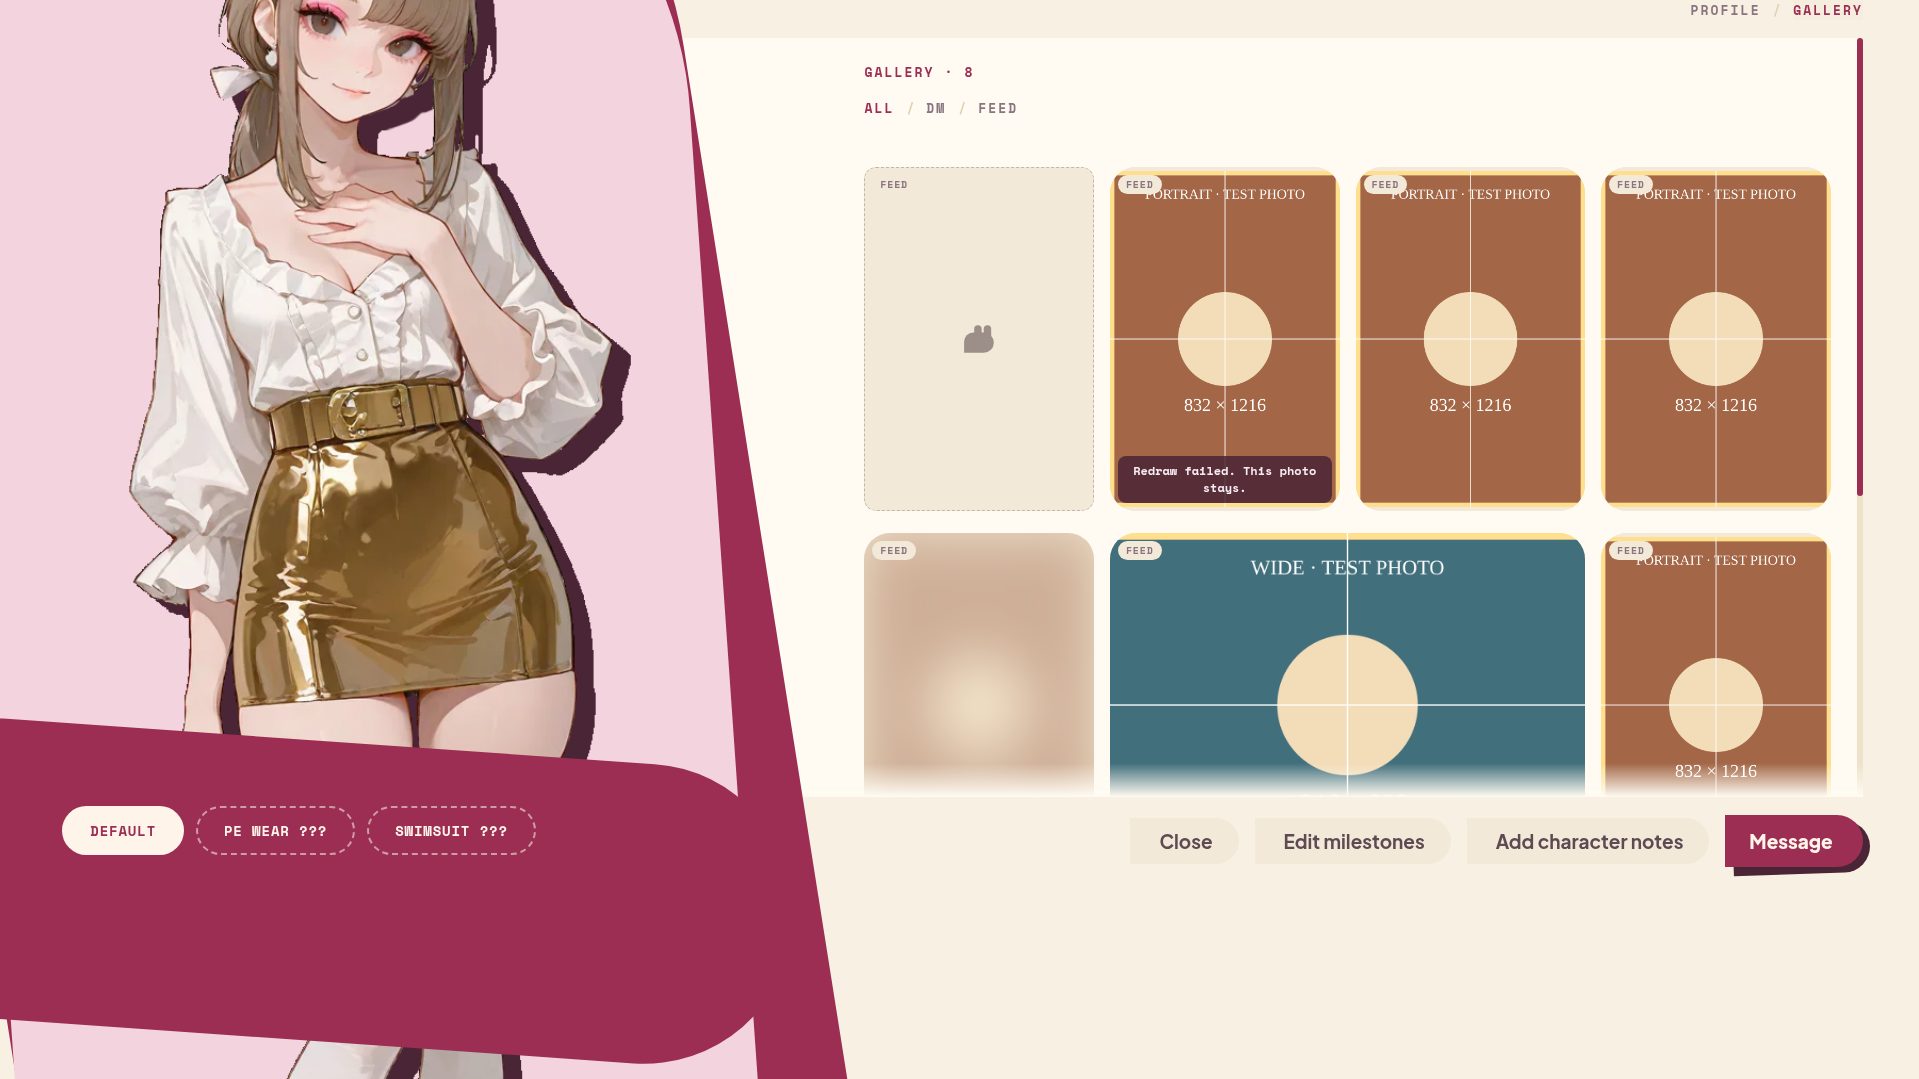 PROFILE / GALLERY
GALLERY · 8
ALL / DM / FEED
FEED
FEED
PORTRAIT · TEST PHOTO
832 × 1216
Redraw failed. This photo
stays.
FEED
PORTRAIT · TEST PHOTO
832 × 1216
FEED
PORTRAIT · TEST PHOTO
832 × 1216
FEED
FEED
WIDE · TEST PHOTO
FEED
PORTRAIT · TEST PHOTO
832 × 1216
DEFAULT
PE WEAR ???
SWIMSUIT ???
Close
Edit milestones
Add character notes
Message